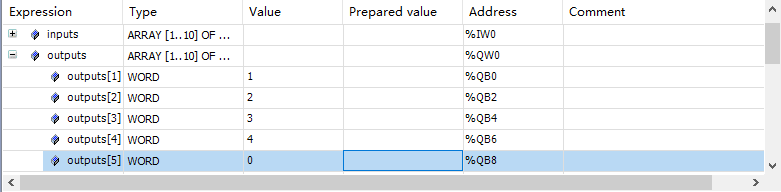 Expression Type Value Prepared value Address Comment
inputs ARRAY [1..10] OF ... %IW0
outputs ARRAY [1..10] OF ... %QW0
outputs[1] WORD 1 %QB0
outputs[2] WORD 2 %QB2
outputs[3] WORD 3 %QB4
outputs[4] WORD 4 %QB6
outputs[5] WORD 0 %QB8